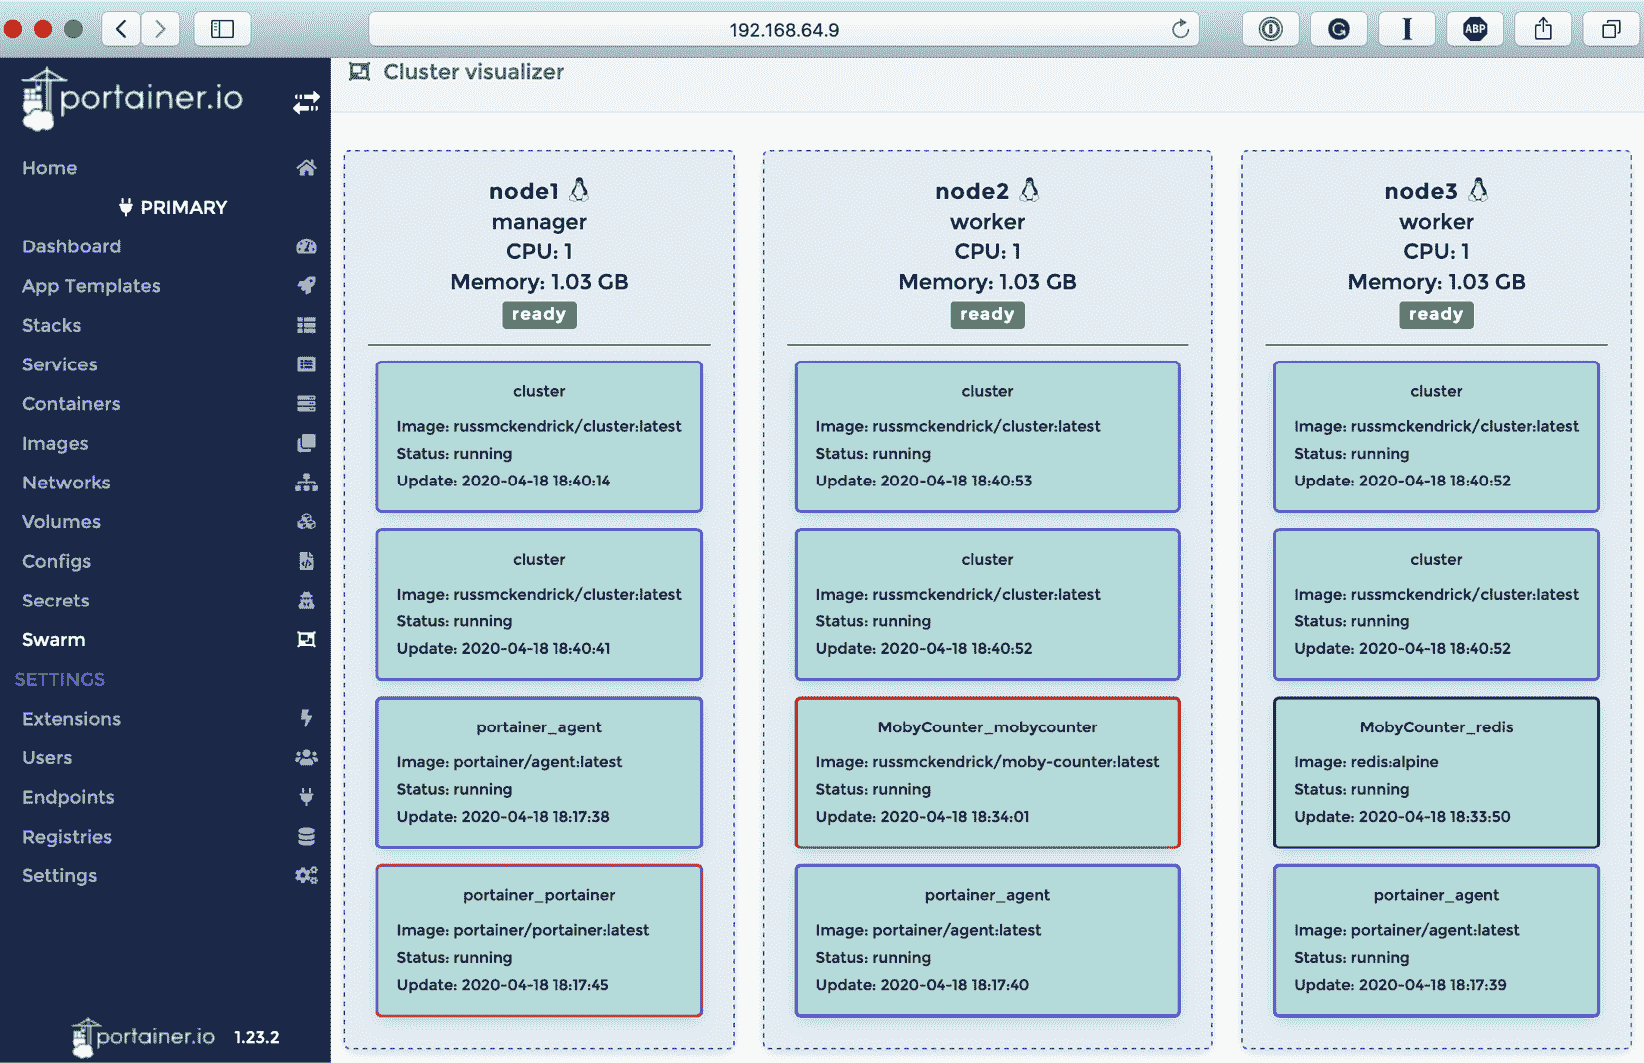 192.168.64.9
ABP
portainer.io
Home
PRIMARY
Dashboard
App Templates
Stacks
Services
Containers
Images
Networks
Volumes
Configs
Secrets
Swarm
SETTINGS
Extensions
Users
Endpoints
Registries
Settings
portainer.io 1.23.2
Cluster visualizer
node1
manager
CPU: 1
Memory: 1.03 GB
ready
cluster
Image: russmckendrick/cluster:latest
Status: running
Update: 2020-04-18 18:40:14
cluster
Image: russmckendrick/cluster:latest
Status: running
Update: 2020-04-18 18:40:41
portainer_agent
Image: portainer/agent:latest
Status: running
Update: 2020-04-18 18:17:38
portainer_portainer
Image: portainer/portainer:latest
Status: running
Update: 2020-04-18 18:17:45
node2
worker
CPU: 1
Memory: 1.03 GB
ready
cluster
Image: russmckendrick/cluster:latest
Status: running
Update: 2020-04-18 18:40:53
cluster
Image: russmckendrick/cluster:latest
Status: running
Update: 2020-04-18 18:40:52
MobyCounter_mobycounter
Image: russmckendrick/moby-counter:latest
Status: running
Update: 2020-04-18 18:34:01
portainer_agent
Image: portainer/agent:latest
Status: running
Update: 2020-04-18 18:17:40
node3
worker
CPU: 1
Memory: 1.03 GB
ready
cluster
Image: russmckendrick/cluster:latest
Status: running
Update: 2020-04-18 18:40:52
cluster
Image: russmckendrick/cluster:latest
Status: running
Update: 2020-04-18 18:40:52
MobyCounter_redis
Image: redis:alpine
Status: running
Update: 2020-04-18 18:33:50
portainer_agent
Image: portainer/agent:latest
Status: running
Update: 2020-04-18 18:17:39